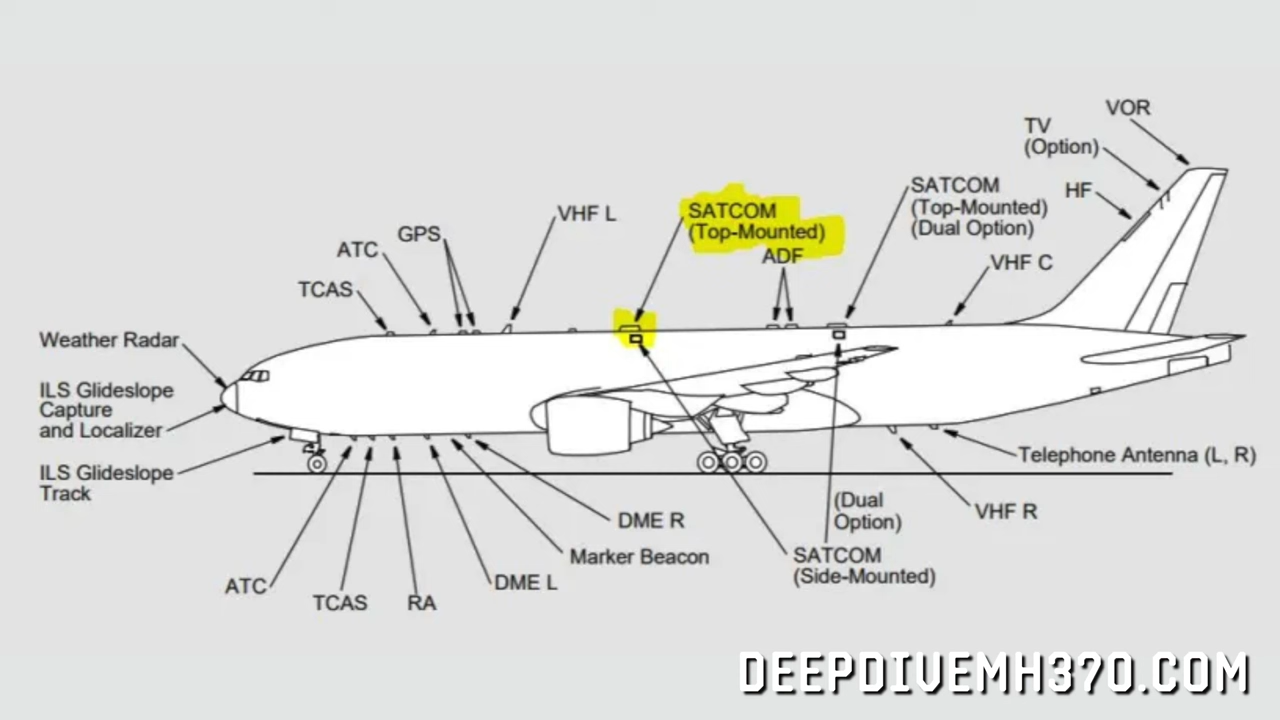 VOR
TV
(Option)
HF
SATCOM
(Top-Mounted)
(Dual Option)
VHF C
SATCOM
(Top-Mounted)
ADF
VHF L
GPS
ATC
TCAS
Weather Radar
ILS Glideslope
Capture
and Localizer
ILS Glideslope
Track
ATC
TCAS
RA
DME L
Marker Beacon
DME R
(Dual
Option)
SATCOM
(Side-Mounted)
VHF R
Telephone Antenna (L, R)
DEEPDIVEMH370.COM